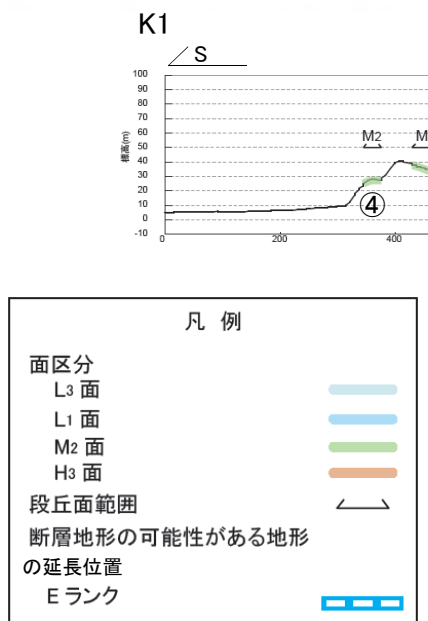 K1
S
100
90
80
70
60
50
40
30
20
10
0
-10
標高(m)
M2
M
④
0
200
400
凡 例
面区分
L3 面
L1 面
M2 面
H3 面
段丘面範囲
断層地形の可能性がある地形
の延長位置
E ランク